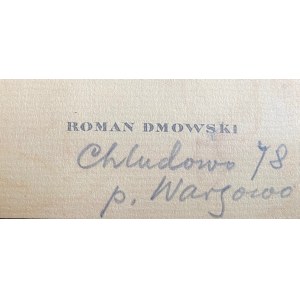 ROMAN DMOWSKI
Chludowo 78
p. Wargowo